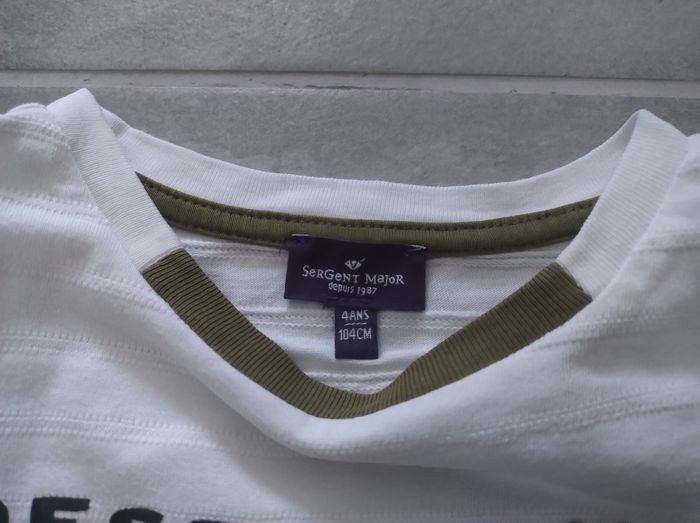 SERGENT MAJOR
depuis 1987
4ANS
104CM